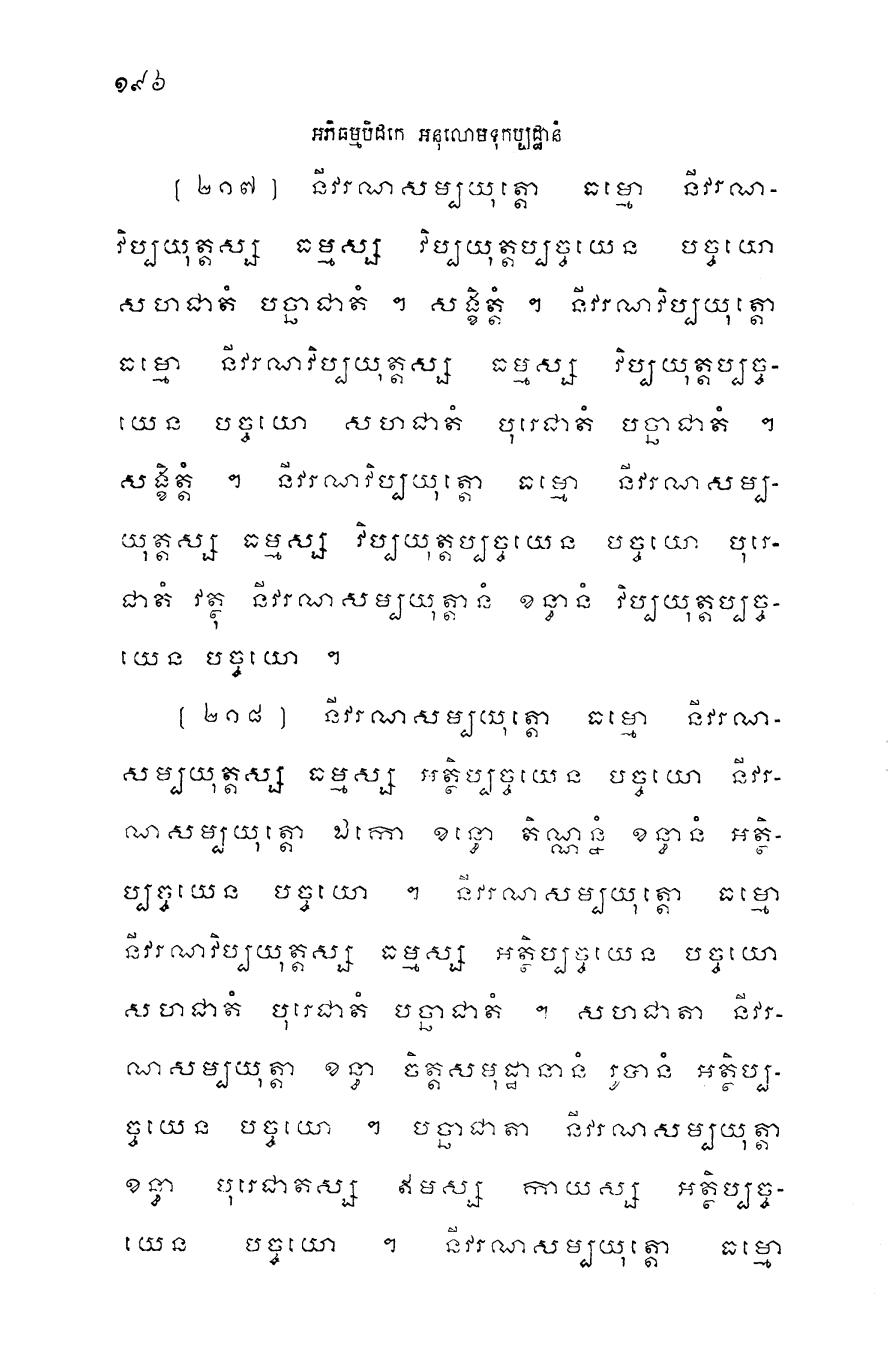 ១៩៦
អភិធម្មបិដកេ អនុលោមទុកប្បដ្ឋានំ
[២១៧] នីវរណសម្បយុត្តោ ធម្មោ នីវរណ-
វិប្បយុត្តស្ស ធម្មស្ស វិប្បយុត្តប្បច្ចយេន បច្ចយោ
សហជាតំ បច្ឆាជាតំ ។ សង្ខិត្តំ ។ នីវរណវិប្បយុត្តោ
ធម្មោ នីវរណវិប្បយុត្តស្ស ធម្មស្ស វិប្បយុត្តប្បច្ច-
យេន បច្ចយោ សហជាតំ បុរេជាតំ បច្ឆាជាតំ ។
សង្ខិត្តំ ។ នីវរណវិប្បយុត្តោ ធម្មោ នីវរណសម្ប-
យុត្តស្ស ធម្មស្ស វិប្បយុត្តប្បច្ចយេន បច្ចយោ បុរេ-
ជាតំ វត្ថុ នីវរណសម្បយុត្តានំ ខន្ធានំ វិប្បយុត្តប្បច្ច-
យេន បច្ចយោ ។
[២១៨] នីវរណសម្បយុត្តោ ធម្មោ នីវរណ-
សម្បយុត្តស្ស ធម្មស្ស អត្ថិប្បច្ចយេន បច្ចយោ នីវរ-
ណសម្បយុត្តោ ឯកោ ខន្ធោ តិណ្ណន្នំ ខន្ធានំ អត្ថិ-
ប្បច្ចយេន បច្ចយោ ។ នីវរណសម្បយុត្តោ ធម្មោ
នីវរណវិប្បយុត្តស្ស ធម្មស្ស អត្ថិប្បច្ចយេន បច្ចយោ
សហជាតំ បុរេជាតំ បច្ឆាជាតំ ។ សហជាតា នីវរ-
ណសម្បយុត្តា ខន្ធា ចិត្តសមុដ្ឋានានំ រូបានំ អត្ថិប្ប-
ច្ចយេន បច្ចយោ ។ បច្ឆាជាតា នីវរណសម្បយុត្តា
ខន្ធា បុរេជាតស្ស ឥមស្ស កាយស្ស អត្ថិប្បច្ច-
យេន បច្ចយោ ។ នីវរណសម្បយុត្តោ ធម្មោ